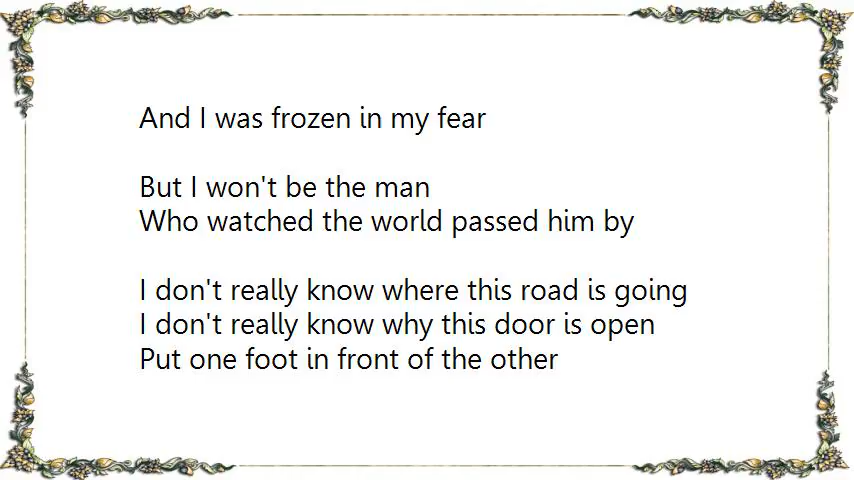 And I was frozen in my fear
But I won't be the man
Who watched the world passed him by
I don't really know where this road is going
I don't really know why this door is open
Put one foot in front of the other